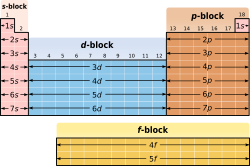 s-block
1
1s
2
2s
3s
4s
5s
6s
7s
d-block
3 4 5 6 7 8 9 10 11 12
3d
4d
5d
6d
p-block
18
13 14 15 16 17 1s
2p
3p
4p
5p
6p
7p
f-block
4f
5f